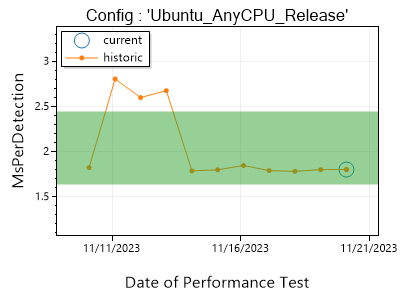 Config : 'Ubuntu_AnyCPU_Release'
current
historic
3
2.5
2
1.5
MsPerDetection
11/11/2023
11/16/2023
11/21/2023
Date of Performance Test